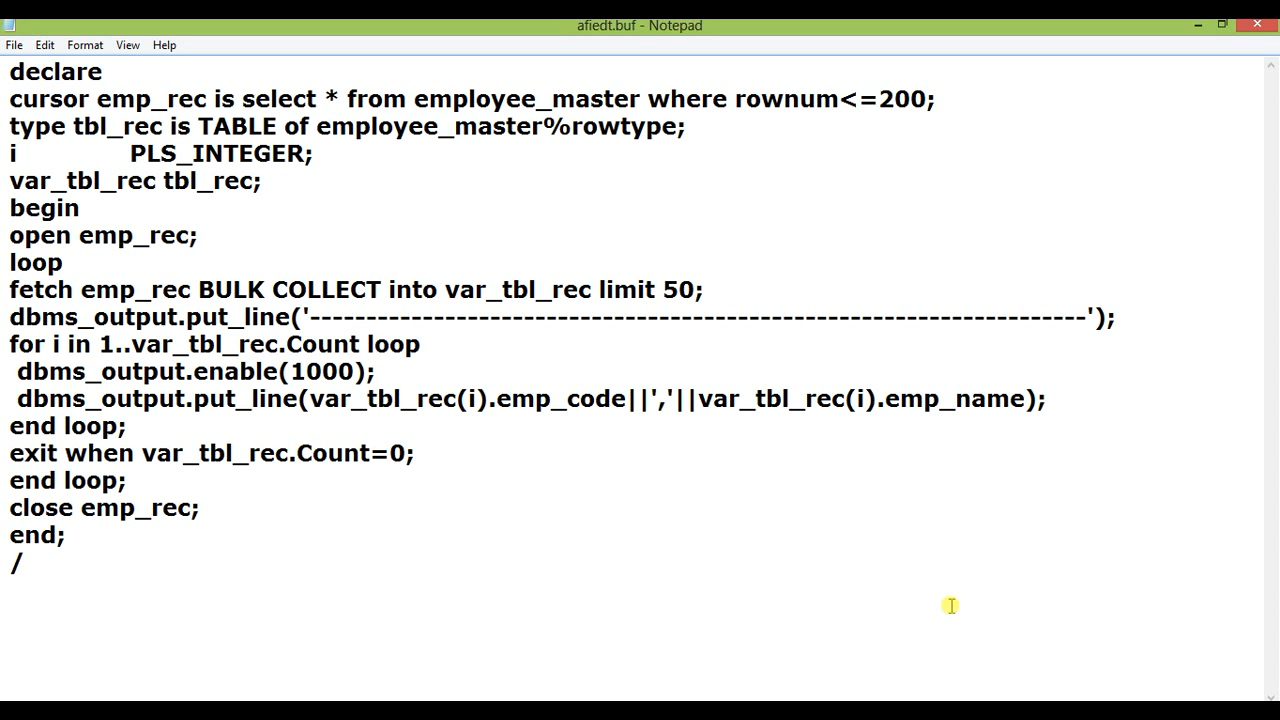 afiedt.buf - Notepad
File Edit Format View Help
declare
cursor emp_rec is select * from employee_master where rownum<=200;
type tbl_rec is TABLE of employee_master%rowtype;
i               PLS_INTEGER;
var_tbl_rec tbl_rec;
begin
open emp_rec;
loop
fetch emp_rec BULK COLLECT into var_tbl_rec limit 50;
dbms_output.put_line('---------------------------------------------------------------------');
for i in 1..var_tbl_rec.Count loop
 dbms_output.enable(1000);
 dbms_output.put_line(var_tbl_rec(i).emp_code||','||var_tbl_rec(i).emp_name);
end loop;
exit when var_tbl_rec.Count=0;
end loop;
close emp_rec;
end;
/